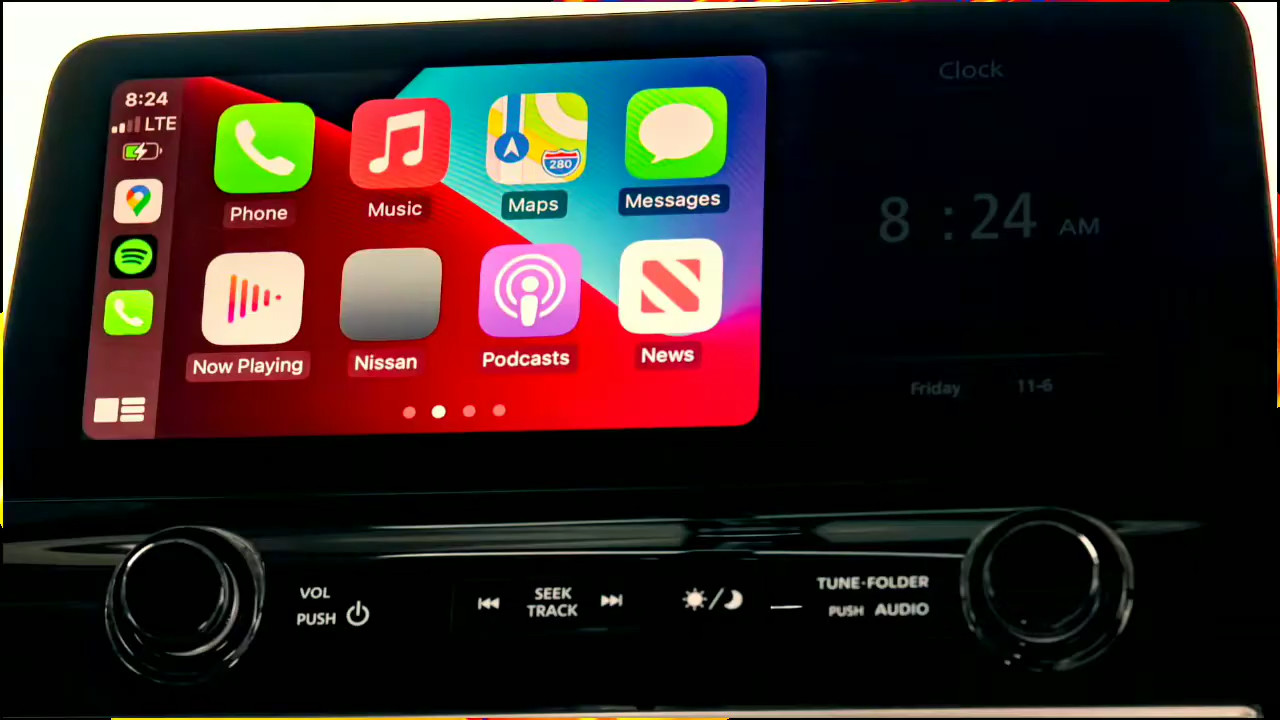 8:24
LTE
Phone
Music
280
Maps
Messages
Now Playing
Nissan
Podcasts
News
Clock
8 : 24 AM
Friday 11-6
VOL
PUSH
SEEK
TRACK
TUNE·FOLDER
PUSH AUDIO